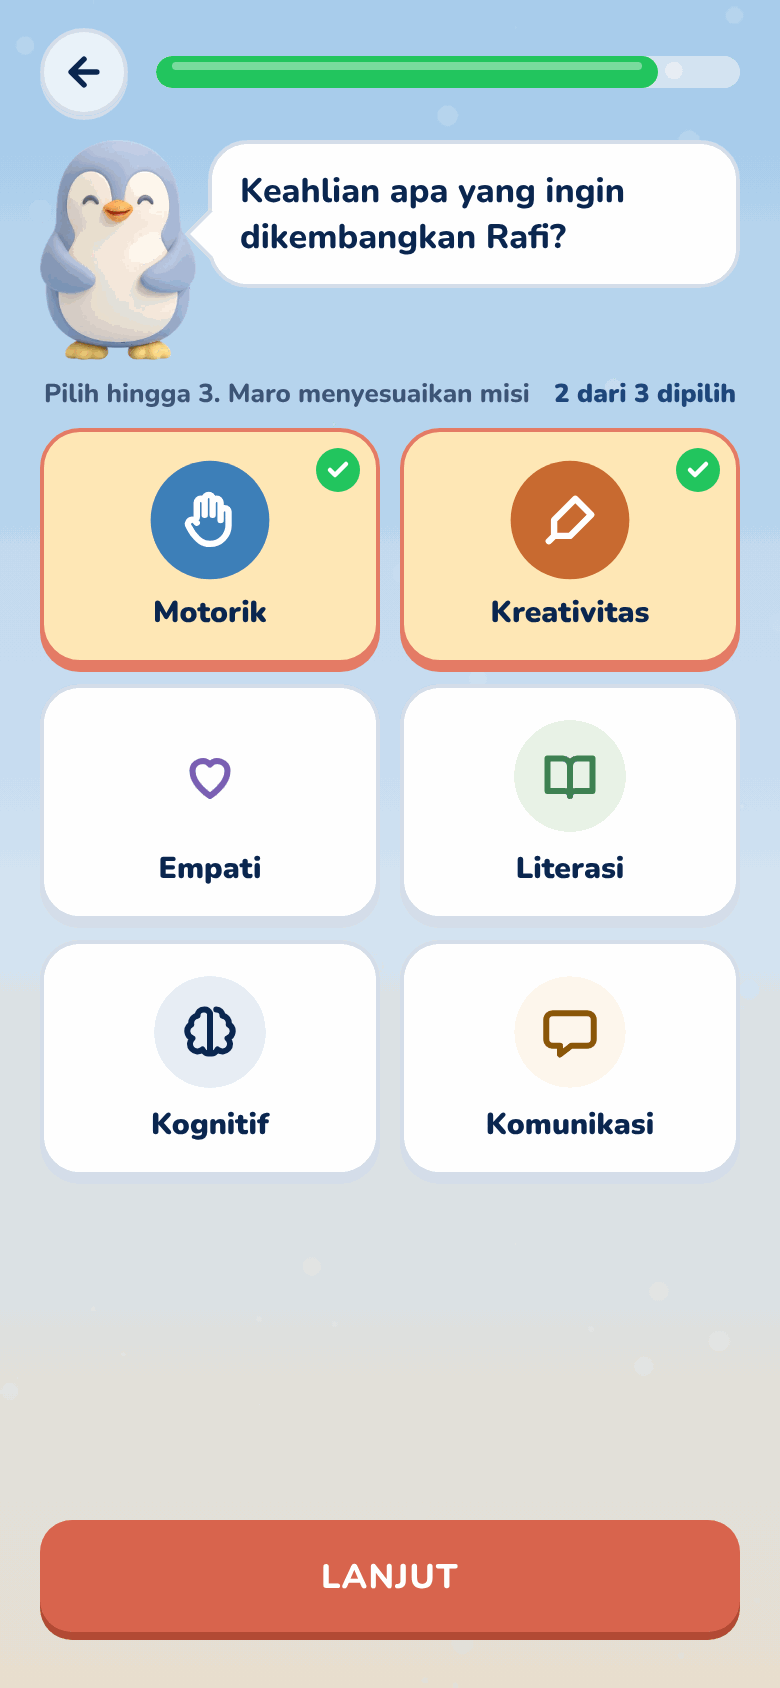 Keahlian apa yang ingin
dikembangkan Rafi?
Pilih hingga 3. Maro menyesuaikan misi
2 dari 3 dipilih
Motorik
Kreativitas
Empati
Literasi
Kognitif
Komunikasi
LANJUT